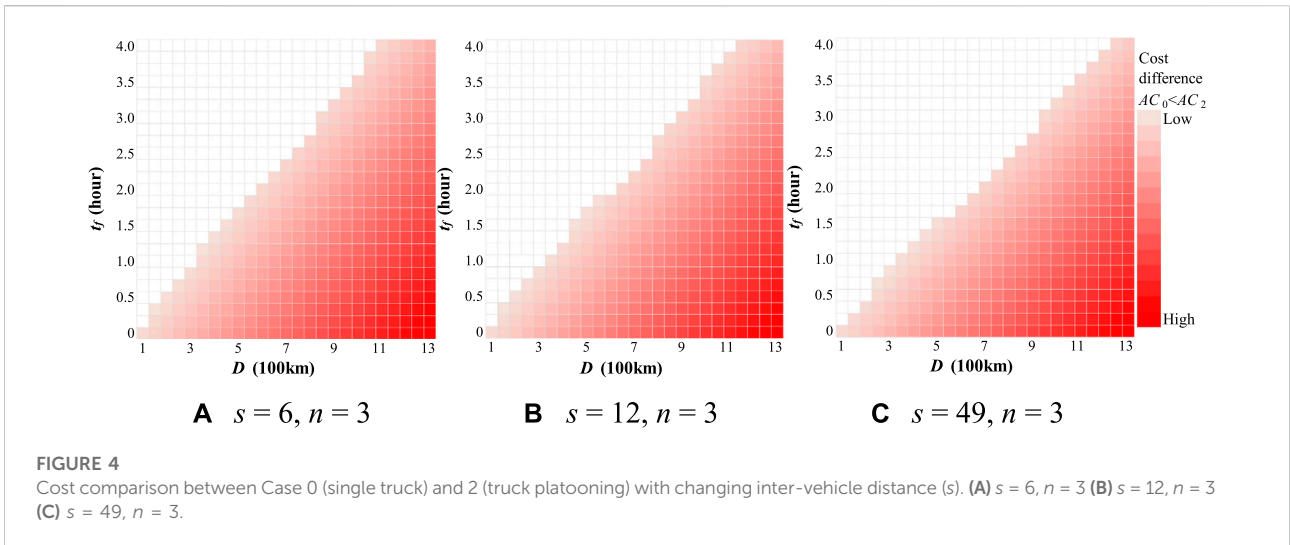 4.0
3.5
3.0
2.5
2.0
1.5
1.0
0.5
0
t_f (hour)
1 3 5 7 9 11 13
D (100km)
A s = 6, n = 3
4.0
3.5
3.0
2.5
2.0
1.5
1.0
0.5
0
t_f (hour)
1 3 5 7 9 11 13
D (100km)
B s = 12, n = 3
4.0
3.5
3.0
2.5
2.0
1.5
1.0
0.5
0
t_f (hour)
1 3 5 7 9 11 13
D (100km)
C s = 49, n = 3
Cost
difference
AC₀<AC₂
Low
High
FIGURE 4
Cost comparison between Case 0 (single truck) and 2 (truck platooning) with changing inter-vehicle distance (s). (A) s = 6, n = 3 (B) s = 12, n = 3
(C) s = 49, n = 3.